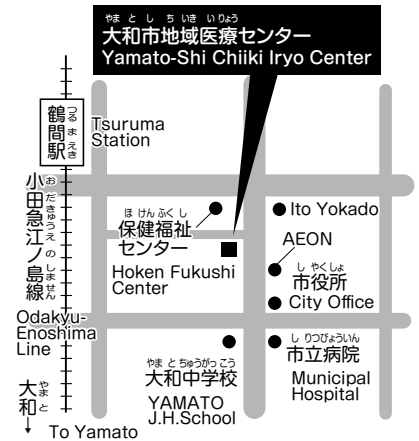 やまとしちいきいりょう
大和市地域医療センター
Yamato-Shi Chiiki Iryo Center
つるまえき
鶴間駅
Tsuruma
Station
おだきゅうえのしません
小田急江ノ島線
ほけんふくし
保健福祉
センター
Hoken Fukushi
Center
Ito Yokado
AEON
しやくしょ
市役所
City Office
Odakyu-
Enoshima
Line
やまとちゅうがっこう
大和中学校
YAMATO
J.H.School
しりつびょういん
市立病院
Municipal
Hospital
やまと
大和
↓
To Yamato